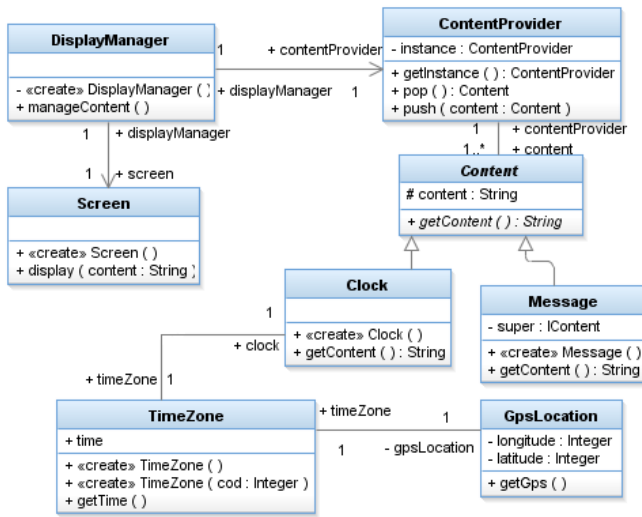 DisplayManager
- «create» DisplayManager ( )
+ manageContent ( )
1
+ contentProvider
+ displayManager
1
ContentProvider
- instance : ContentProvider
+ getInstance ( ) : ContentProvider
+ pop ( ) : Content
+ push ( content : Content )
1
+ displayManager
1
+ screen
1
+ contentProvider
1..*
+ content
Screen
+ «create» Screen ( )
+ display ( content : String )
Content
# content : String
+ getContent ( ) : String
Clock
+ «create» Clock ( )
+ getContent ( ) : String
Message
- super : IContent
+ «create» Message ( )
+ getContent ( ) : String
1
+ clock
+ timeZone
1
TimeZone
+ time
+ «create» TimeZone ( )
+ «create» TimeZone ( cod : Integer )
+ getTime ( )
+ timeZone
1
1
- gpsLocation
GpsLocation
- longitude : Integer
- latitude : Integer
+ getGps ( )